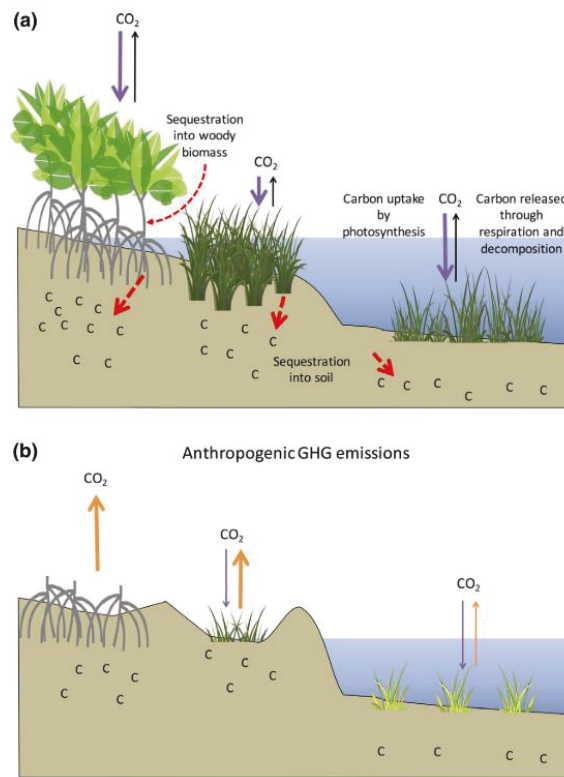 (a)
CO2
Sequestration
into woody
biomass
CO2
Carbon uptake
by
photosynthesis
CO2
Carbon released
through
respiration and
decomposition
C C C
C C
C C C C
C C
C C
C C
C
C
C
Sequestration
into soil
C C C C C C
(b)
Anthropogenic GHG emissions
CO2
CO2
CO2
C C
C C
C C
C C C
C C
C C C C